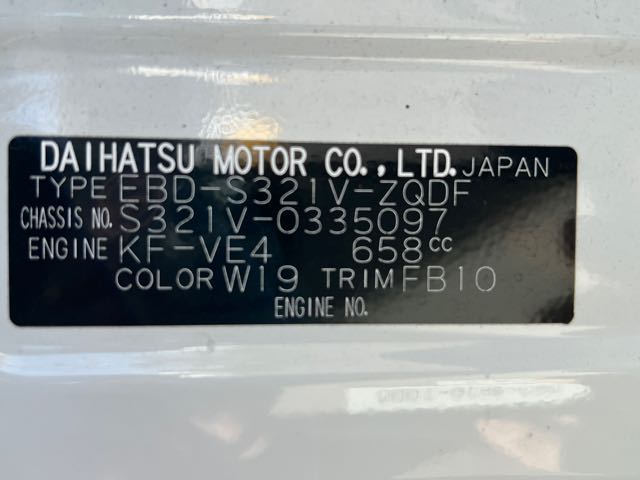 DAIHATSU MOTOR CO., LTD. JAPAN
TYPE EBD-S321V-ZQDF
CHASSIS NO. S321V-0335097
ENGINE KF-VE4 658cc
COLOR W19 TRIM FB10
ENGINE NO.